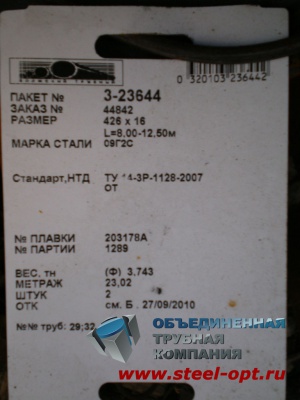 ВОЛЖСКИЙ ТРУБНЫЙ
0 320103 236442
ПАКЕТ № 3-23644
ЗАКАЗ № 44842
РАЗМЕР 426 x 16
L=8.00-12,50м
МАРКА СТАЛИ 09Г2С
Стандарт,НТД ТУ 14-3Р-1128-2007
ОТ
№ ПЛАВКИ 203178А
№ ПАРТИИ 1289
ВЕС. тн (Ф) 3,743
МЕТРАЖ 23,02
ШТУК 2
ОТК см. Б. 27/09/2010
№№ труб: 29;32
ОБЪЕДИНЕННАЯ
ТРУБНАЯ
КОМПАНИЯ
www.steel-opt.ru